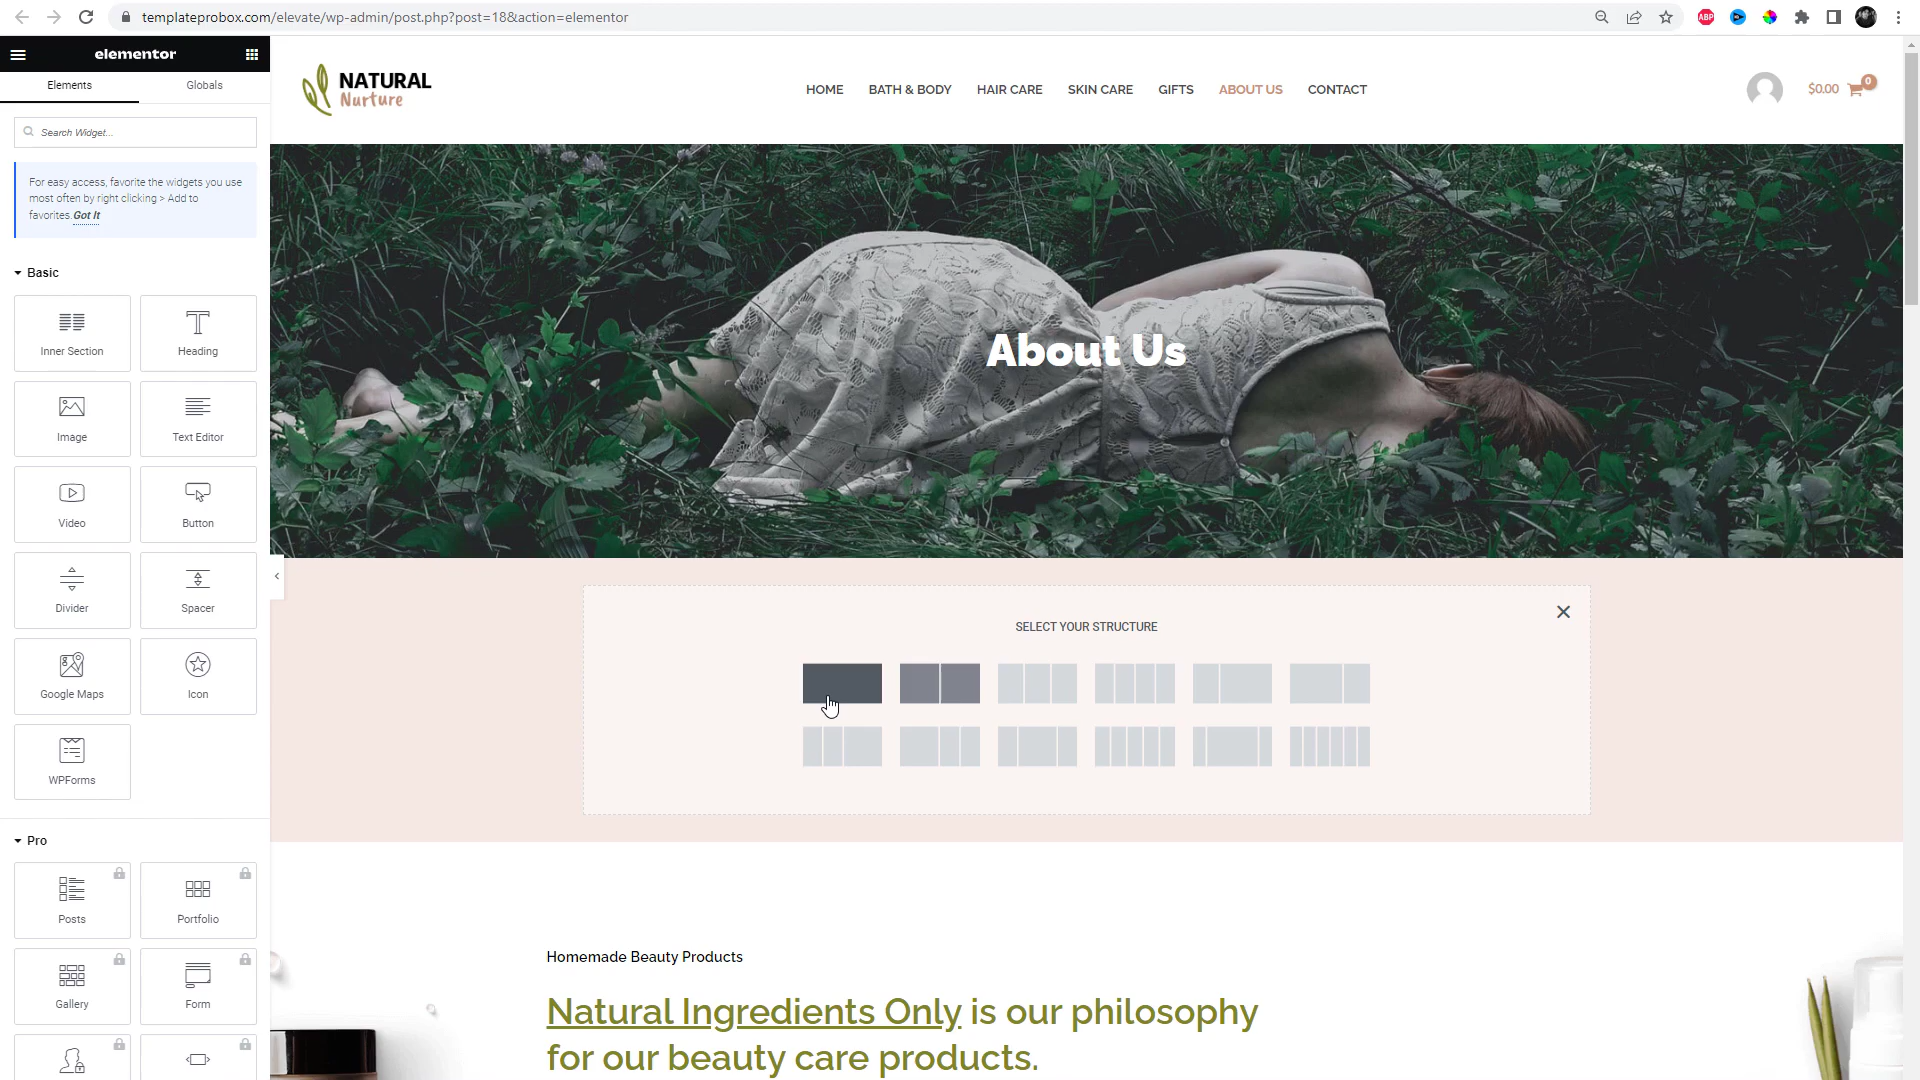 templateprobox.com/elevate/wp-admin/post.php?post=18&action=elementor
ABP
elementor
Elements
Globals
Search Widget...
For easy access, favorite the widgets you use
most often by right clicking > Add to
favorites. Got It
Basic
Inner Section
Heading
Image
Text Editor
Video
Button
Divider
Spacer
Google Maps
Icon
WPForms
Pro
Posts
Portfolio
Gallery
Form
NATURAL
Nurture
HOME
BATH & BODY
HAIR CARE
SKIN CARE
GIFTS
ABOUT US
CONTACT
$0.00
0
About Us
SELECT YOUR STRUCTURE
Homemade Beauty Products
Natural Ingredients Only is our philosophy
for our beauty care products.